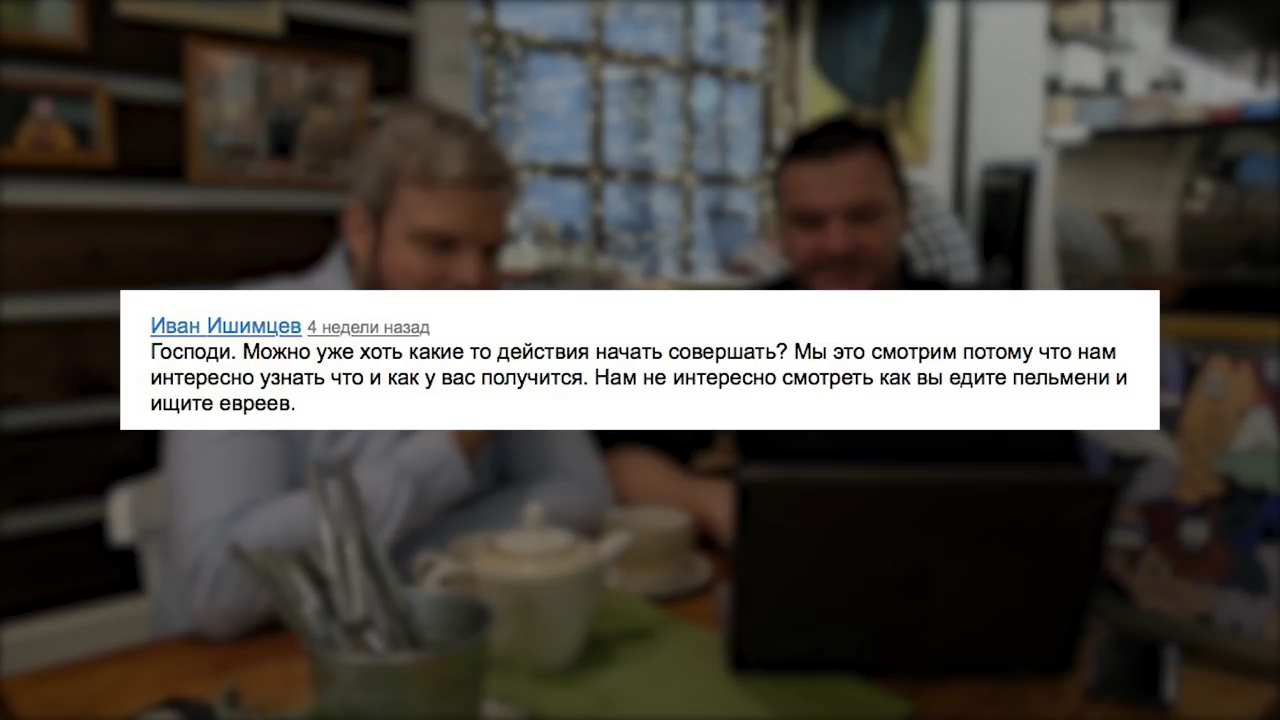 Иван Ишимцев 4 недели назад
Господи. Можно уже хоть какие то действия начать совершать? Мы это смотрим потому что нам
интересно узнать что и как у вас получится. Нам не интересно смотреть как вы едите пельмени и
ищите евреев.